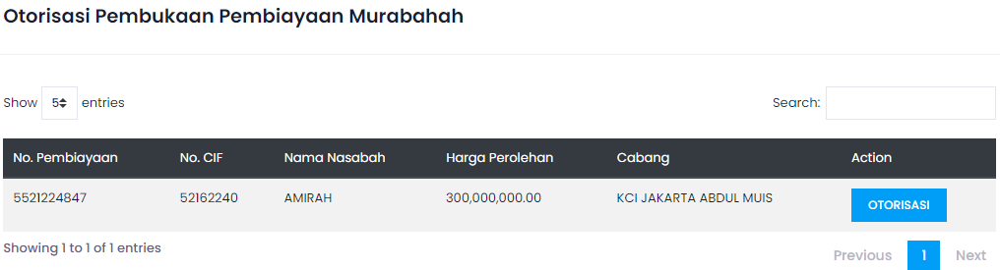 Otorisasi Pembukaan Pembiayaan Murabahah
Show 5 entries Search:
No. Pembiayaan No. CIF Nama Nasabah Harga Perolehan Cabang Action
5521224847 52162240 AMIRAH 300,000,000.00 KCI JAKARTA ABDUL MUIS OTORISASI
Showing 1 to 1 of 1 entries
Previous 1 Next